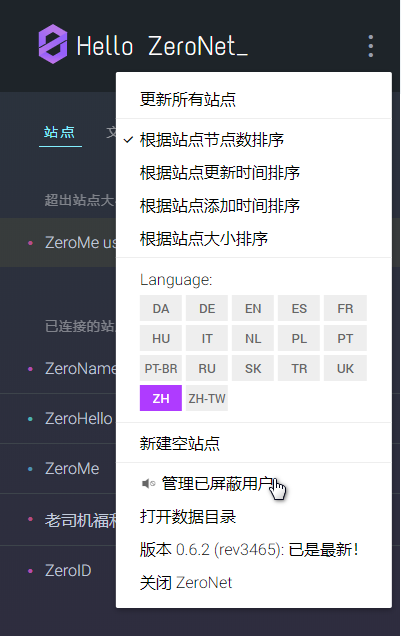 Hello ZeroNet_
更新所有站点
站点
根据站点节点数排序
根据站点更新时间排序
超出站点大
根据站点添加时间排序
ZeroMe us
根据站点大小排序
Language:
DA DE EN ES FR
已连接的站
HU IT NL PL PT
ZeroName
PT-BR RU SK TR UK
ZH ZH-TW
ZeroHello
新建空站点
ZeroMe
管理已屏蔽用户
老司机福利
打开数据目录
版本 0.6.2 (rev3465): 已是最新!
ZeroID
关闭 ZeroNet